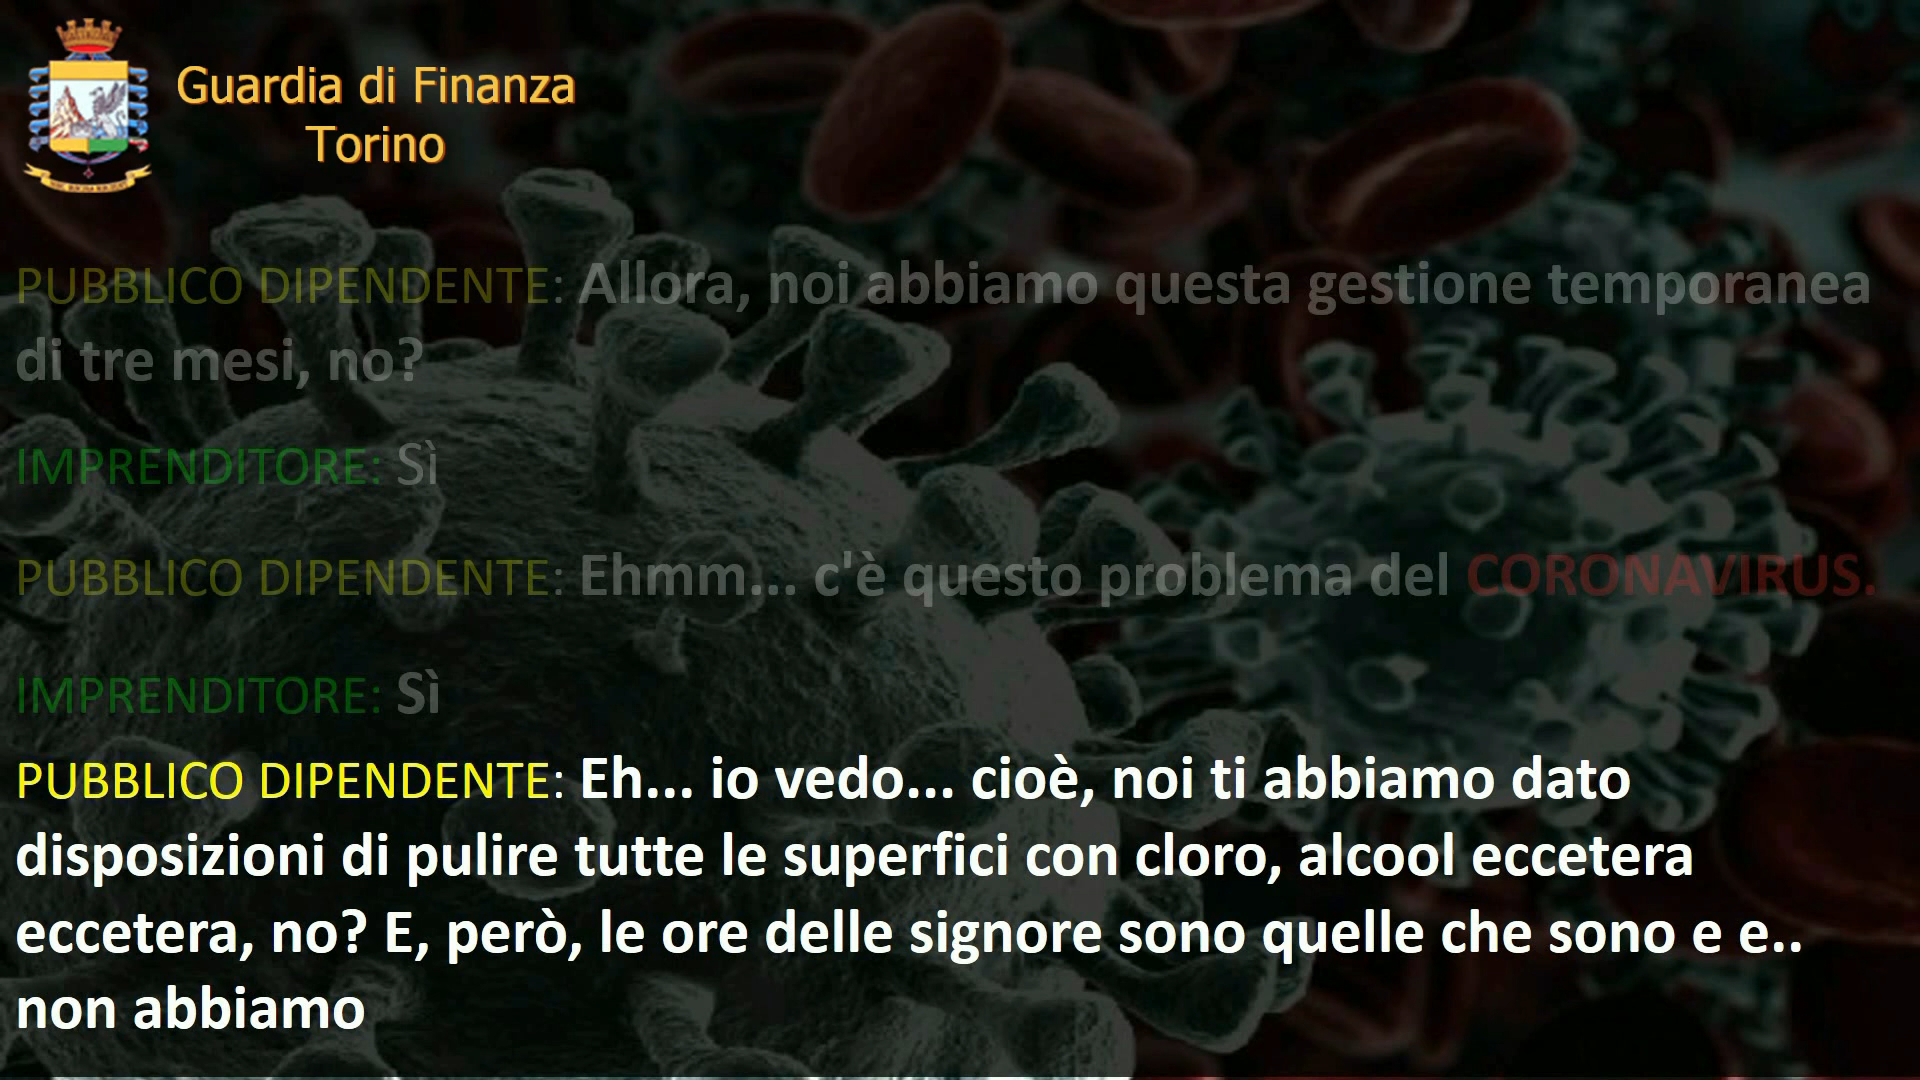 Guardia di Finanza
Torino
PUBBLICO DIPENDENTE: Allora, noi abbiamo questa gestione temporanea
di tre mesi, no?
IMPRENDITORE: Sì
PUBBLICO DIPENDENTE: Ehmm... c'è questo problema del CORONAVIRUS.
IMPRENDITORE: Sì
PUBBLICO DIPENDENTE: Eh... io vedo... cioè, noi ti abbiamo dato
disposizioni di pulire tutte le superfici con cloro, alcool eccetera
eccetera, no? E, però, le ore delle signore sono quelle che sono e e..
non abbiamo